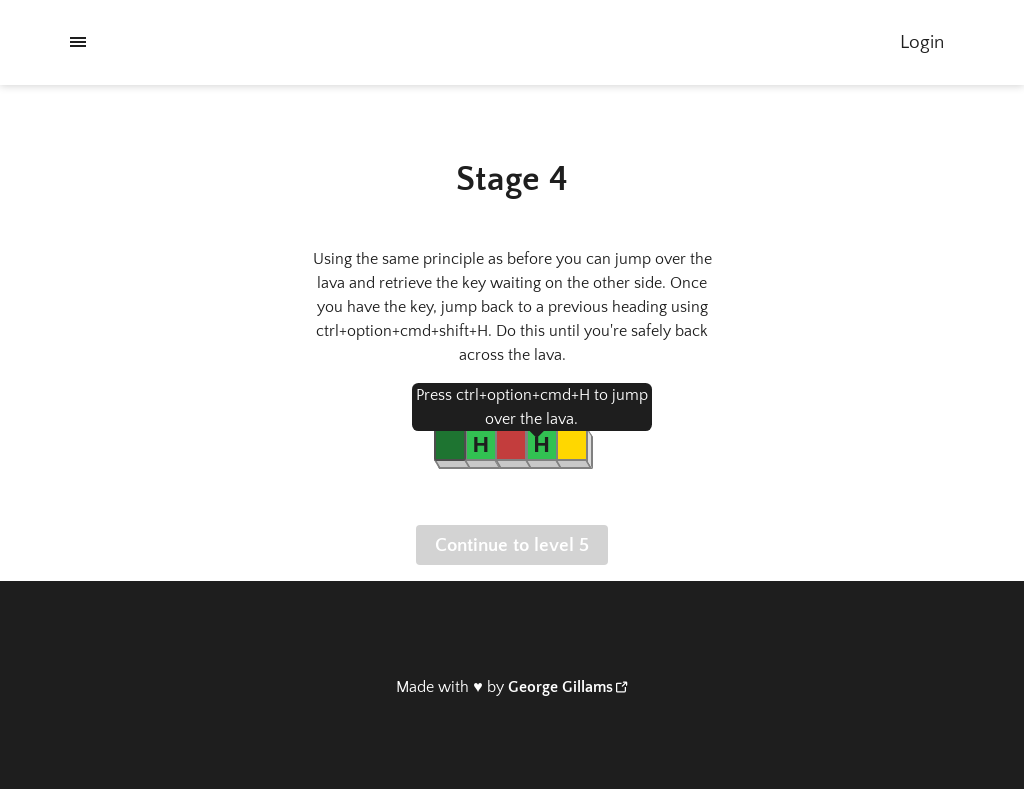 Login
Stage 4
Using the same principle as before you can jump over the
lava and retrieve the key waiting on the other side. Once
you have the key, jump back to a previous heading using
ctrl+option+cmd+shift+H. Do this until you're safely back
across the lava.
Press ctrl+option+cmd+H to jump
over the lava.
H H
Continue to level 5
Made with ♥ by George Gillams